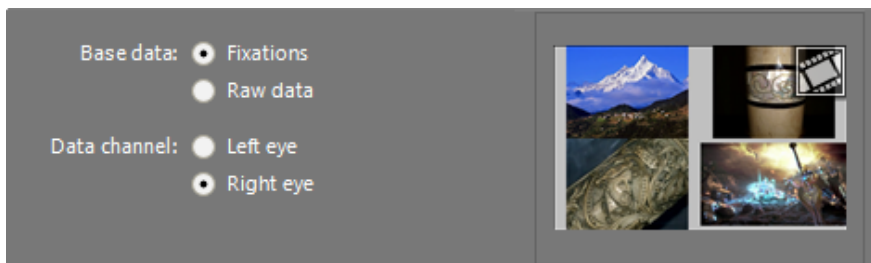 Base data: Fixations
Raw data
Data channel: Left eye
Right eye